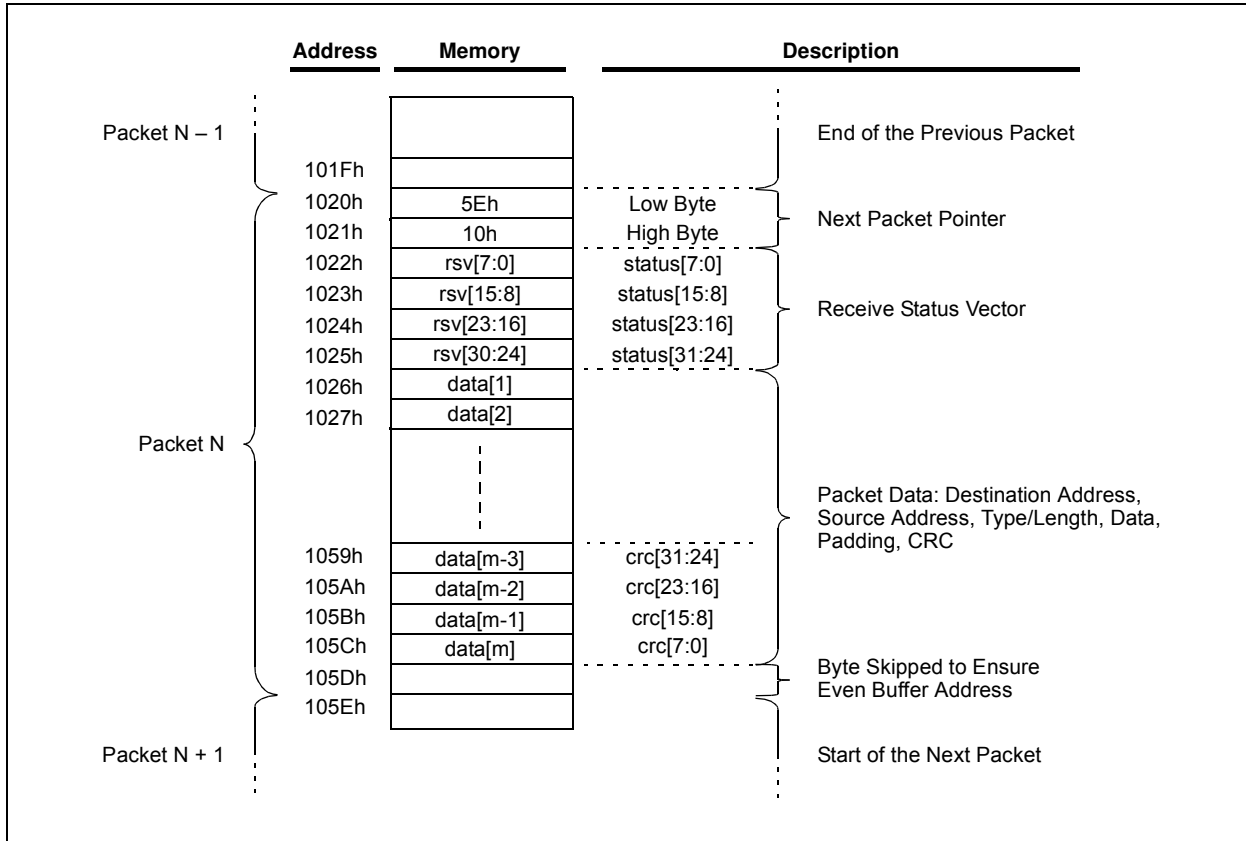 Address Memory Description
Packet N – 1 End of the Previous Packet
101Fh
1020h 5Eh Low Byte
Next Packet Pointer
1021h 10h High Byte
1022h rsv[7:0] status[7:0]
1023h rsv[15:8] status[15:8]
Receive Status Vector
1024h rsv[23:16] status[23:16]
1025h rsv[30:24] status[31:24]
1026h data[1]
1027h data[2]
Packet N
Packet Data: Destination Address,
Source Address, Type/Length, Data,
Padding, CRC
1059h data[m-3] crc[31:24]
105Ah data[m-2] crc[23:16]
105Bh data[m-1] crc[15:8]
105Ch data[m] crc[7:0]
Byte Skipped to Ensure
105Dh
Even Buffer Address
105Eh
Packet N + 1 Start of the Next Packet